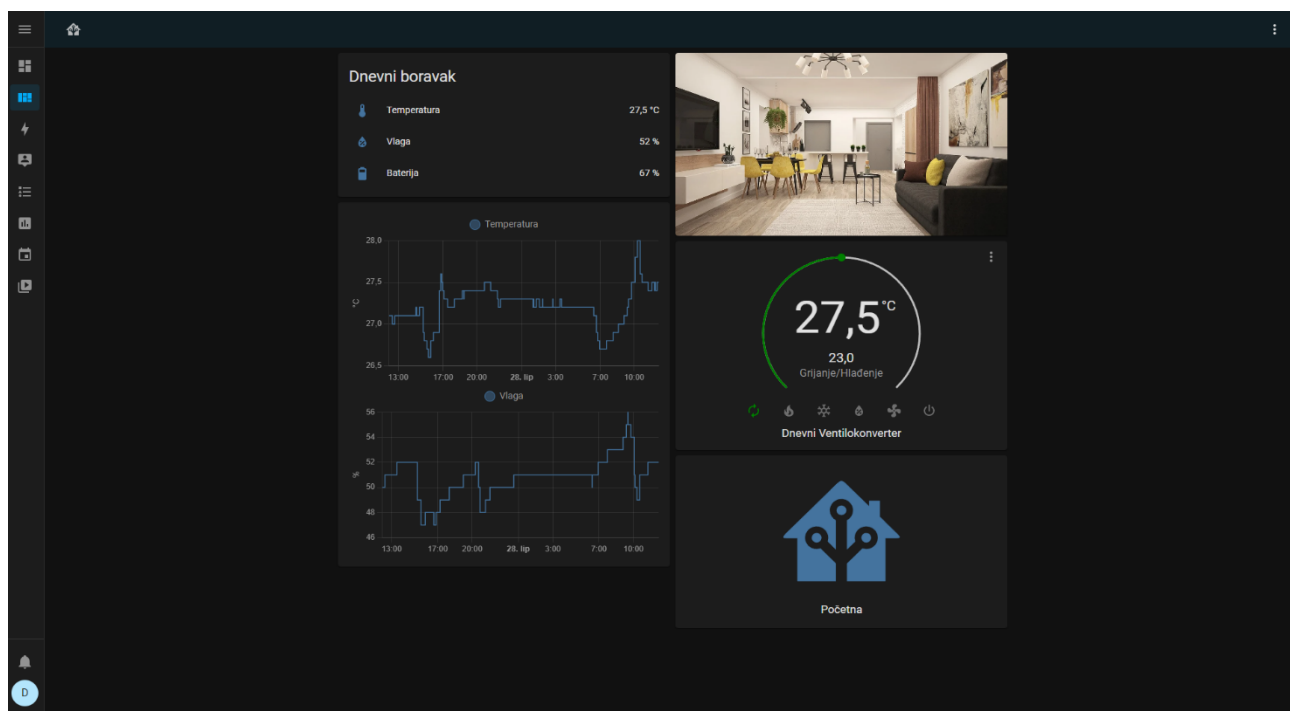 Dnevni boravak
Temperatura 27,5 °C
Vlaga 52 %
Baterija 67 %
Temperatura
28,0
27,5
°C
27,0
26,5
13:00 17:00 20:00 28. lip 3:00 7:00 10:00
Vlaga
56
54
52
%
50
48
46
13:00 17:00 20:00 28. lip 3:00 7:00 10:00
27,5 °C
23,0
Grijanje/Hlađenje
Dnevni Ventilokonverter
Početna
D